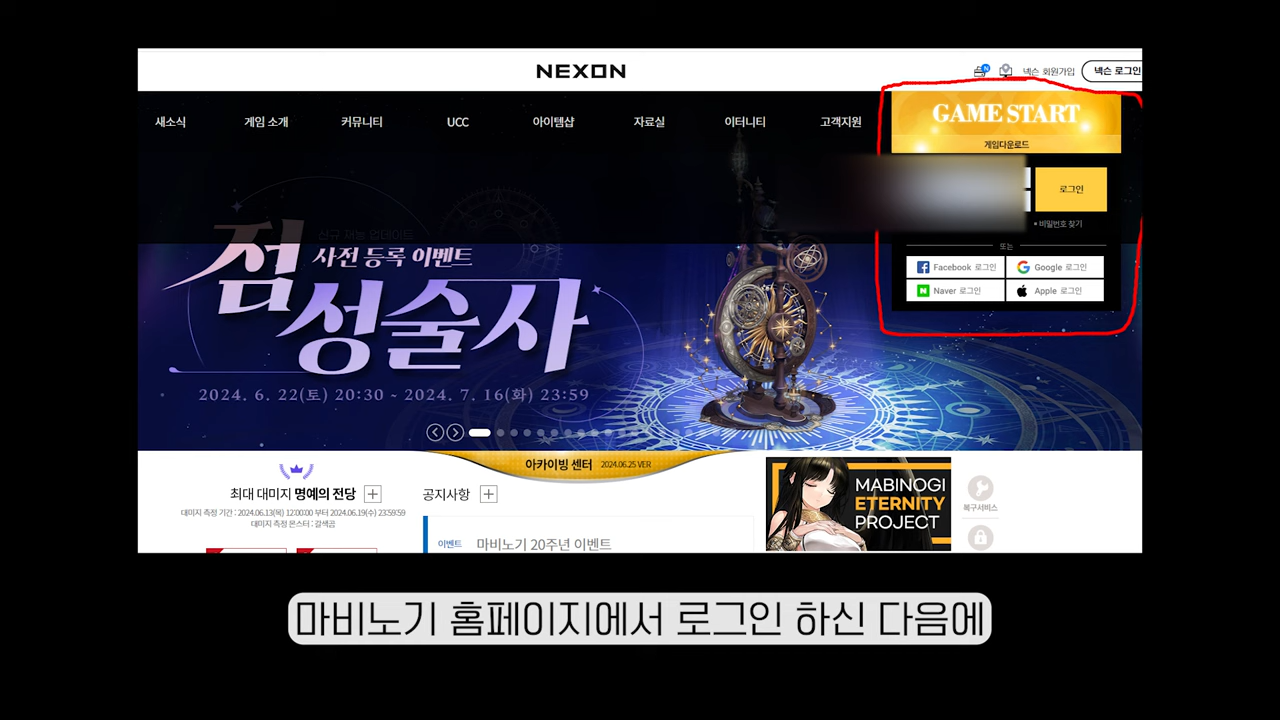 NEXON
N
넥슨 회원가입
넥슨 로그인
새소식
게임 소개
커뮤니티
UCC
아이템샵
자료실
이터니티
고객지원
GAME START
게임다운로드
로그인
• 비밀번호 찾기
또는
Facebook 로그인
Google 로그인
N Naver 로그인
Apple 로그인
신규 재능 업데이트
사전 등록 이벤트
점
성술사
2024. 6. 22(토) 20:30 ~ 2024. 7. 16(화) 23:59
아카이빙 센터 2024.06.25 VER
최대 대미지 명예의 전당
대미지 측정 기간 : 2024.06.13(목) 12:00:00 부터 2024.06.19(수) 23:59:59
대미지 측정 몬스터 : 갈색곰
공지사항
이벤트 마비노기 20주년 이벤트
MABINOGI
ETERNITY
PROJECT
복구서비스
마비노기 홈페이지에서 로그인 하신 다음에